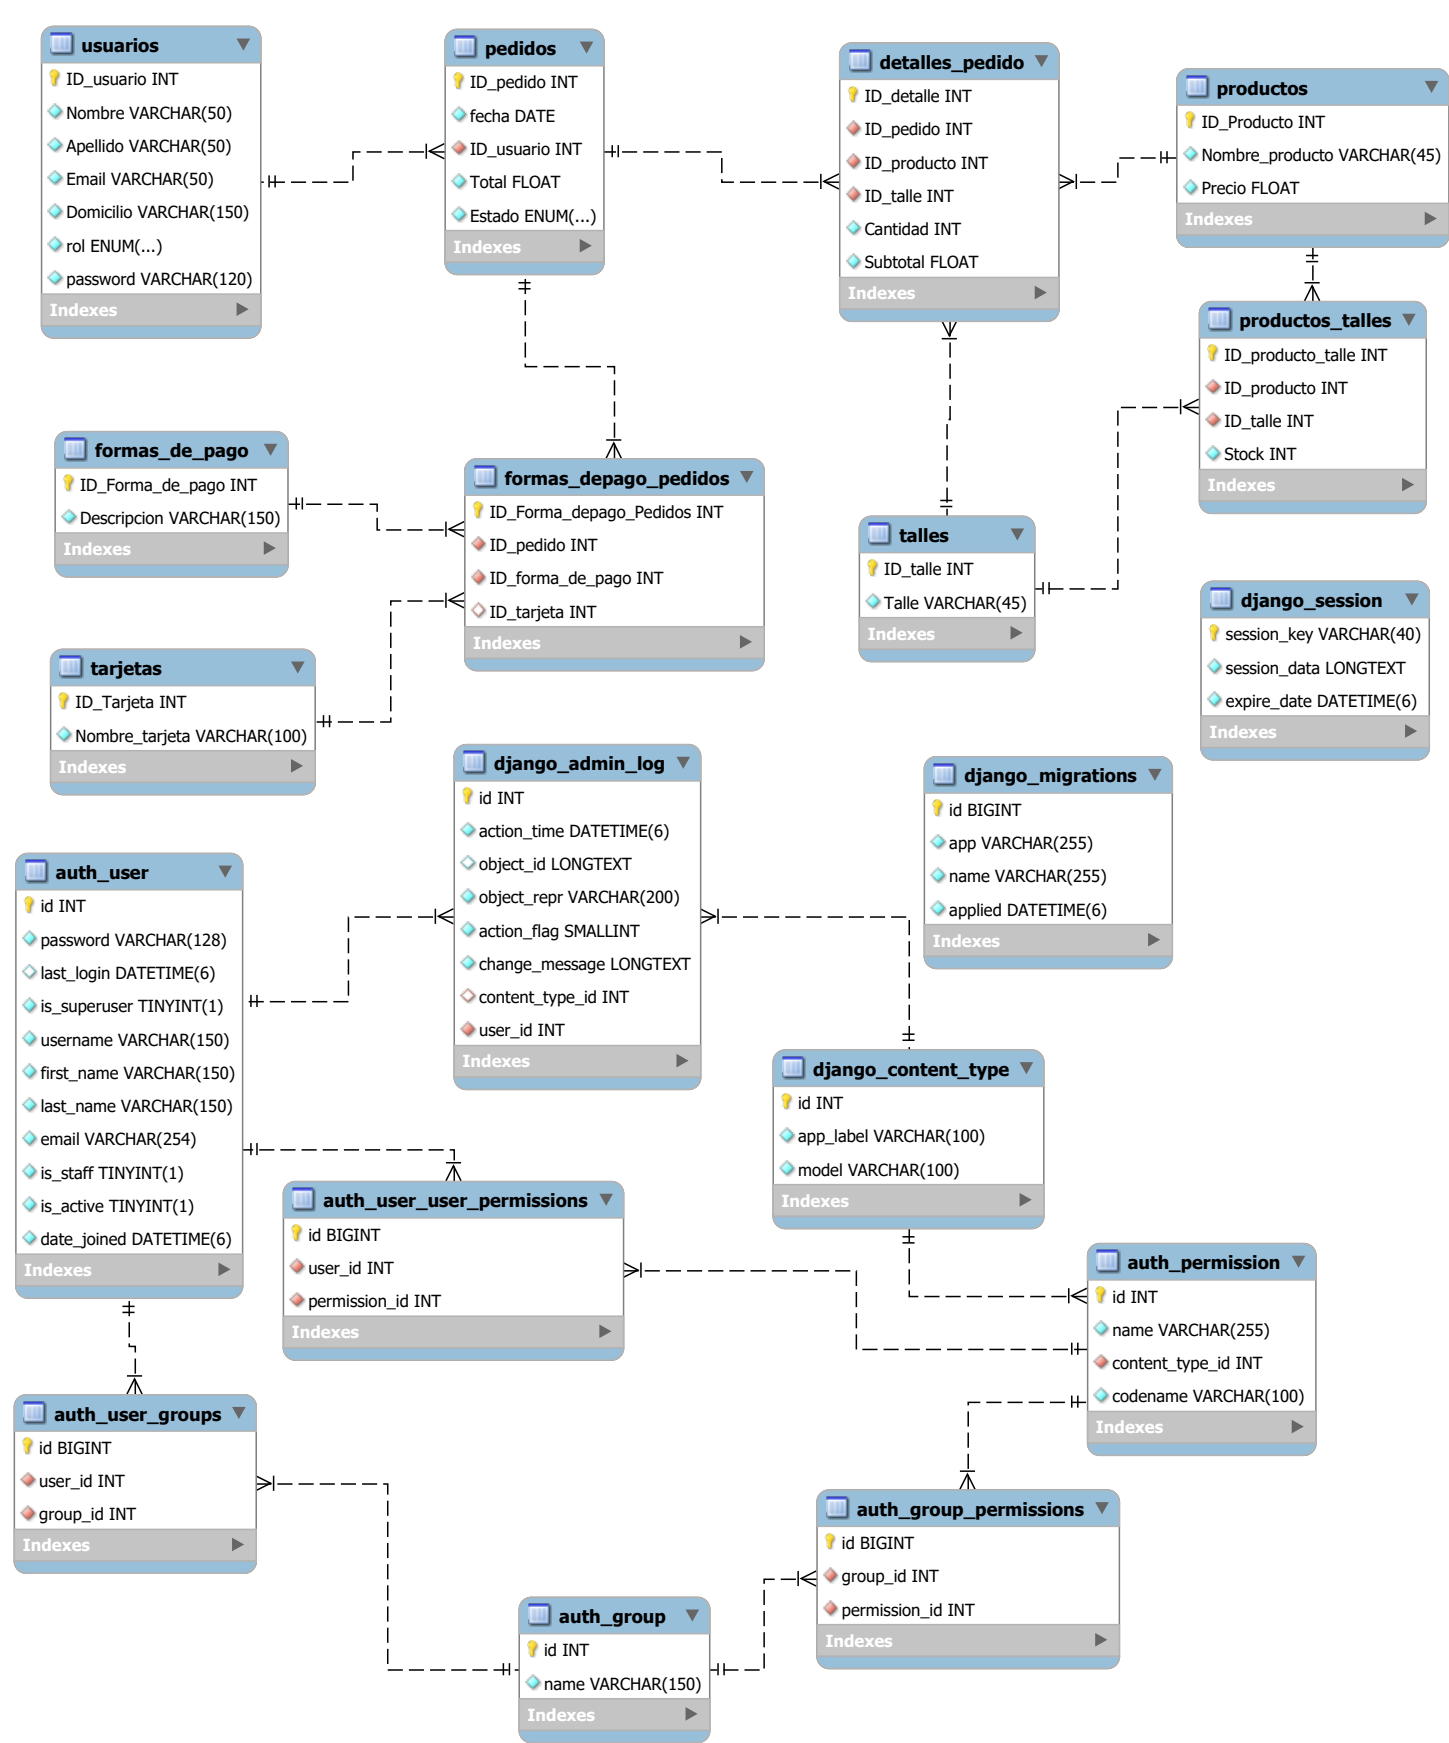 usuarios
ID_usuario INT
Nombre VARCHAR(50)
Apellido VARCHAR(50)
Email VARCHAR(50)
Domicilio VARCHAR(150)
rol ENUM(...)
password VARCHAR(120)
Indexes
pedidos
ID_pedido INT
fecha DATE
ID_usuario INT
Total FLOAT
Estado ENUM(...)
Indexes
detalles_pedido
ID_detalle INT
ID_pedido INT
ID_producto INT
ID_talle INT
Cantidad INT
Subtotal FLOAT
Indexes
productos
ID_Producto INT
Nombre_producto VARCHAR(45)
Precio FLOAT
Indexes
productos_talles
ID_producto_talle INT
ID_producto INT
ID_talle INT
Stock INT
Indexes
formas_de_pago
ID_Forma_de_pago INT
Descripcion VARCHAR(150)
Indexes
formas_depago_pedidos
ID_Forma_depago_Pedidos INT
ID_pedido INT
ID_forma_de_pago INT
ID_tarjeta INT
Indexes
talles
ID_talle INT
Talle VARCHAR(45)
Indexes
django_session
session_key VARCHAR(40)
session_data LONGTEXT
expire_date DATETIME(6)
Indexes
tarjetas
ID_Tarjeta INT
Nombre_tarjeta VARCHAR(100)
Indexes
django_admin_log
id INT
action_time DATETIME(6)
object_id LONGTEXT
object_repr VARCHAR(200)
action_flag SMALLINT
change_message LONGTEXT
content_type_id INT
user_id INT
Indexes
django_migrations
id BIGINT
app VARCHAR(255)
name VARCHAR(255)
applied DATETIME(6)
Indexes
auth_user
id INT
password VARCHAR(128)
last_login DATETIME(6)
is_superuser TINYINT(1)
username VARCHAR(150)
first_name VARCHAR(150)
last_name VARCHAR(150)
email VARCHAR(254)
is_staff TINYINT(1)
is_active TINYINT(1)
date_joined DATETIME(6)
Indexes
django_content_type
id INT
app_label VARCHAR(100)
model VARCHAR(100)
Indexes
auth_user_user_permissions
id BIGINT
user_id INT
permission_id INT
Indexes
auth_permission
id INT
name VARCHAR(255)
content_type_id INT
codename VARCHAR(100)
Indexes
auth_user_groups
id BIGINT
user_id INT
group_id INT
Indexes
auth_group_permissions
id BIGINT
group_id INT
permission_id INT
Indexes
auth_group
id INT
name VARCHAR(150)
Indexes